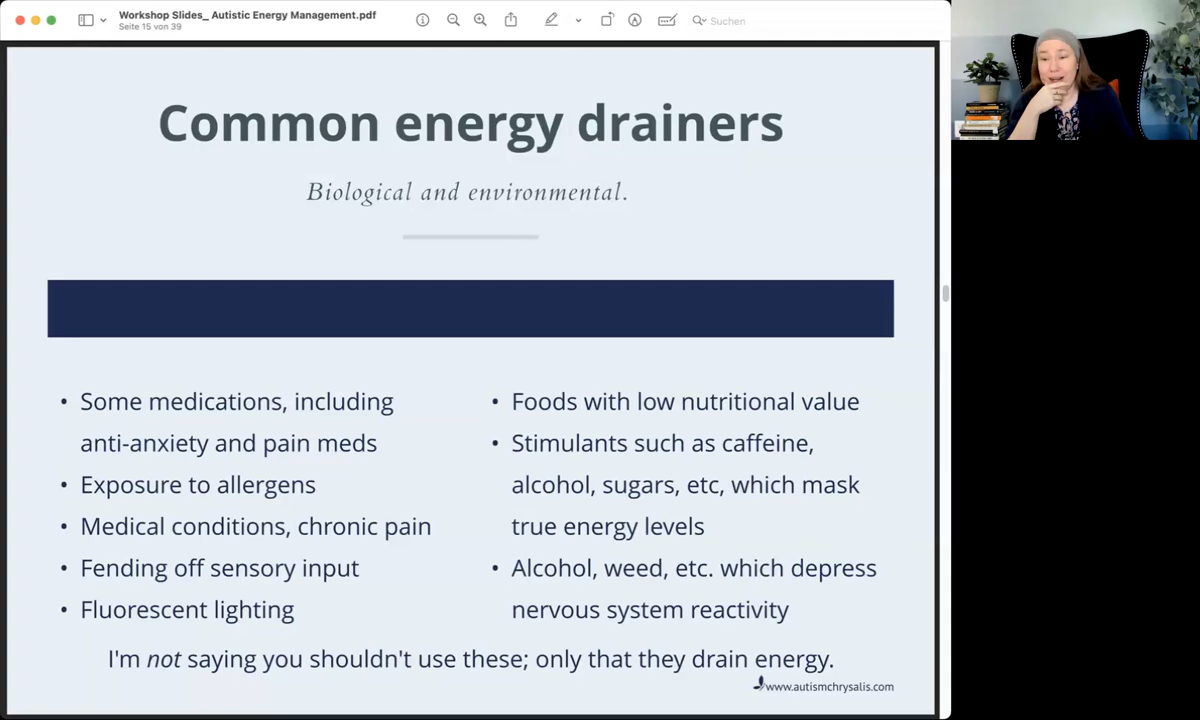 Workshop Slides_ Autistic Energy Management.pdf
Seite 15 von 39
Suchen
Common energy drainers
Biological and environmental.
• Some medications, including
anti-anxiety and pain meds
• Exposure to allergens
• Medical conditions, chronic pain
• Fending off sensory input
• Fluorescent lighting
• Foods with low nutritional value
• Stimulants such as caffeine,
alcohol, sugars, etc, which mask
true energy levels
• Alcohol, weed, etc. which depress
nervous system reactivity
I'm not saying you shouldn't use these; only that they drain energy.
www.autismchrysalis.com